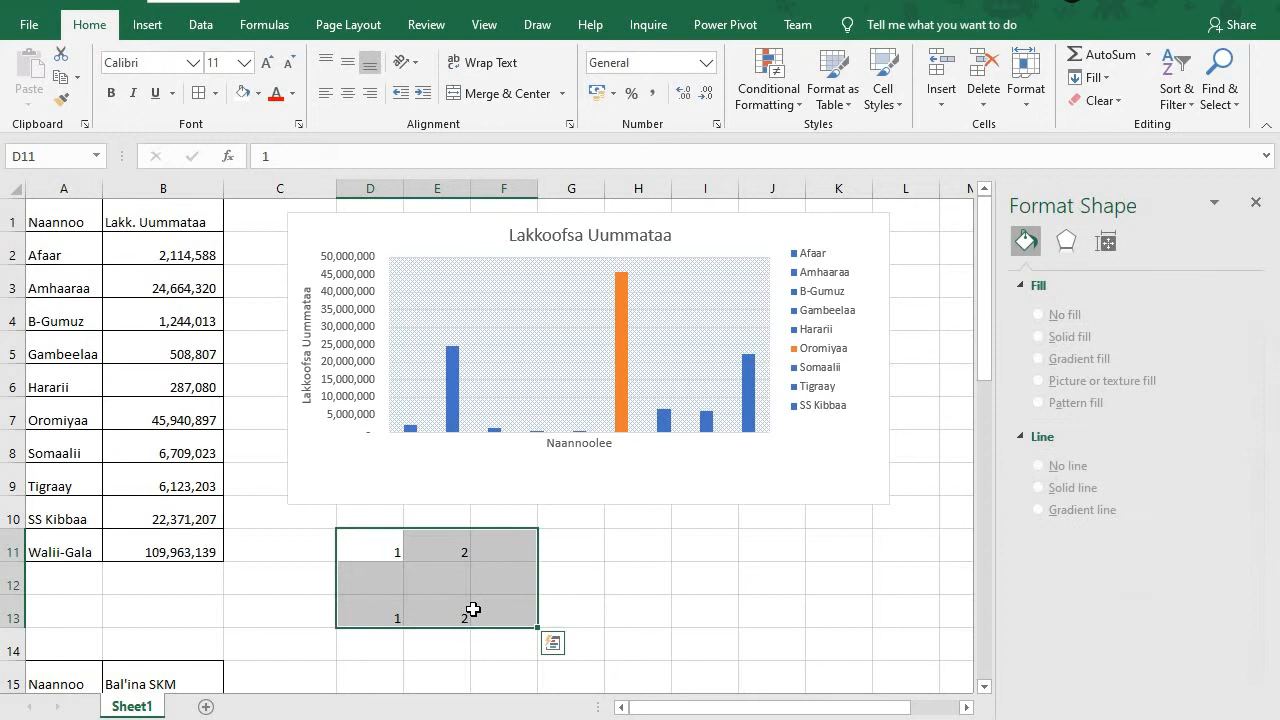 File Home Insert Data Formulas Page Layout Review View Draw Help Inquire Power Pivot Team Tell me what you want to do Share
Paste
Calibri 11
B I U A
Wrap Text
Merge & Center
General
% ,
Conditional Formatting
Format as Table
Cell Styles
Insert Delete Format
AutoSum
Fill
Clear
Sort & Filter
Find & Select
Clipboard Font Alignment Number Styles Cells Editing
D11 fx 1
A B C D E F G H I J K L M
1 Naannoo Lakk. Uummataa
2 Afaar 2,114,588
3 Amhaaraa 24,664,320
4 B-Gumuz 1,244,013
5 Gambeelaa 508,807
6 Hararii 287,080
7 Oromiyaa 45,940,897
8 Somaalii 6,709,023
9 Tigraay 6,123,203
10 SS Kibbaa 22,371,207
11 Walii-Gala 109,963,139 1 2
12
13 1 2
14
15 Naannoo Bal'ina SKM
Lakkoofsa Uummataa
Lakkoofsa Uummataa
50,000,000
45,000,000
40,000,000
35,000,000
30,000,000
25,000,000
20,000,000
15,000,000
10,000,000
5,000,000
-
Naannoolee
Afaar
Amhaaraa
B-Gumuz
Gambeelaa
Hararii
Oromiyaa
Somaalii
Tigraay
SS Kibbaa
Format Shape
Fill
No fill
Solid fill
Gradient fill
Picture or texture fill
Pattern fill
Line
No line
Solid line
Gradient line
Sheet1